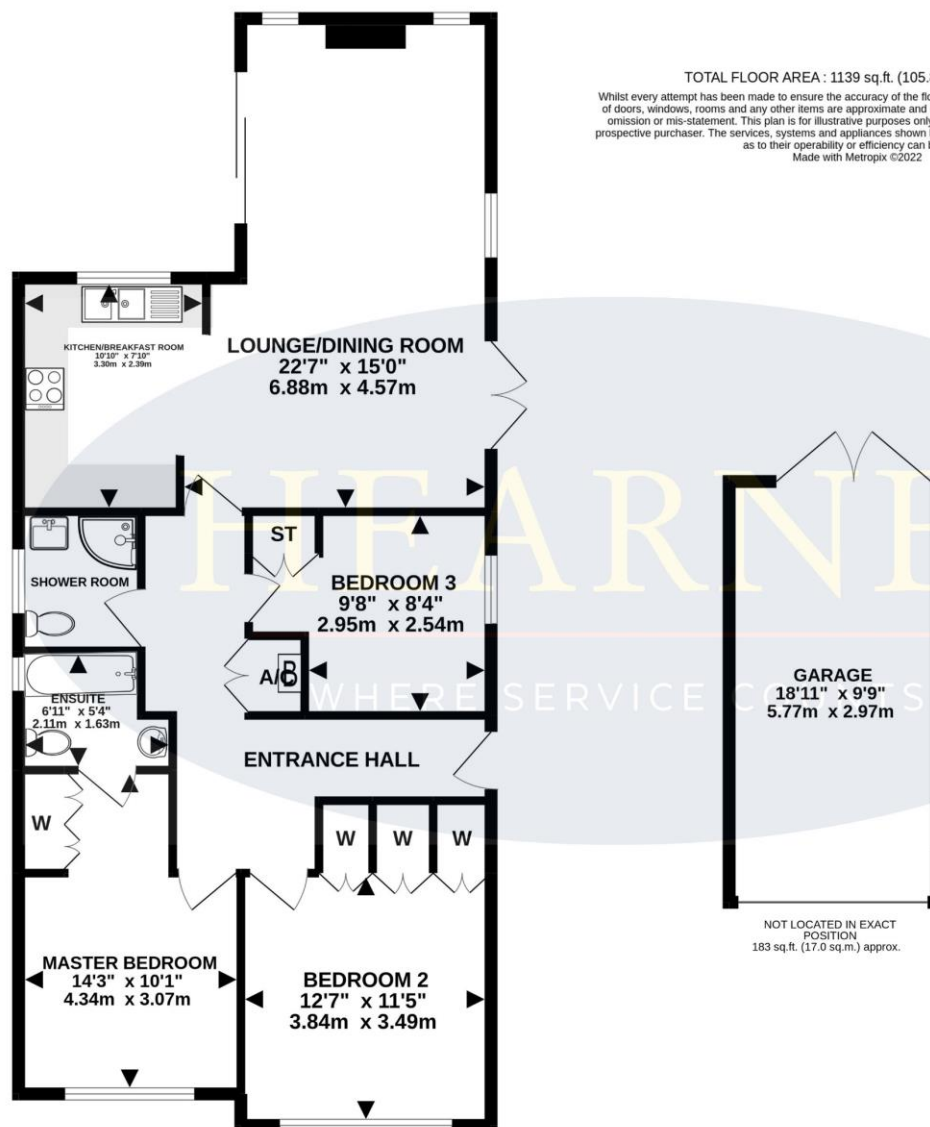 TOTAL FLOOR AREA : 1139 sq.ft. (105.
Whilst every attempt has been made to ensure the accuracy of the
of doors, windows, rooms and any other items are approximate and
omission or mis-statement. This plan is for illustrative purposes only
prospective purchaser. The services, systems and appliances shown
as to their operability or efficiency can
Made with Metropix ©2022
KITCHEN/BREAKFAST ROOM
10'10" x 7'10"
3.30m x 2.39m
LOUNGE/DINING ROOM
22'7" x 15'0"
6.88m x 4.57m
HEARNE
WHERE SERVICE COUNTS
ST
SHOWER ROOM
BEDROOM 3
9'8" x 8'4"
2.95m x 2.54m
A/C
B
ENSUITE
6'11" x 5'4"
2.11m x 1.63m
GARAGE
18'11" x 9'9"
5.77m x 2.97m
ENTRANCE HALL
W
W
W
W
NOT LOCATED IN EXACT
POSITION
183 sq.ft. (17.0 sq.m.) approx.
MASTER BEDROOM
14'3" x 10'1"
4.34m x 3.07m
BEDROOM 2
12'7" x 11'5"
3.84m x 3.49m